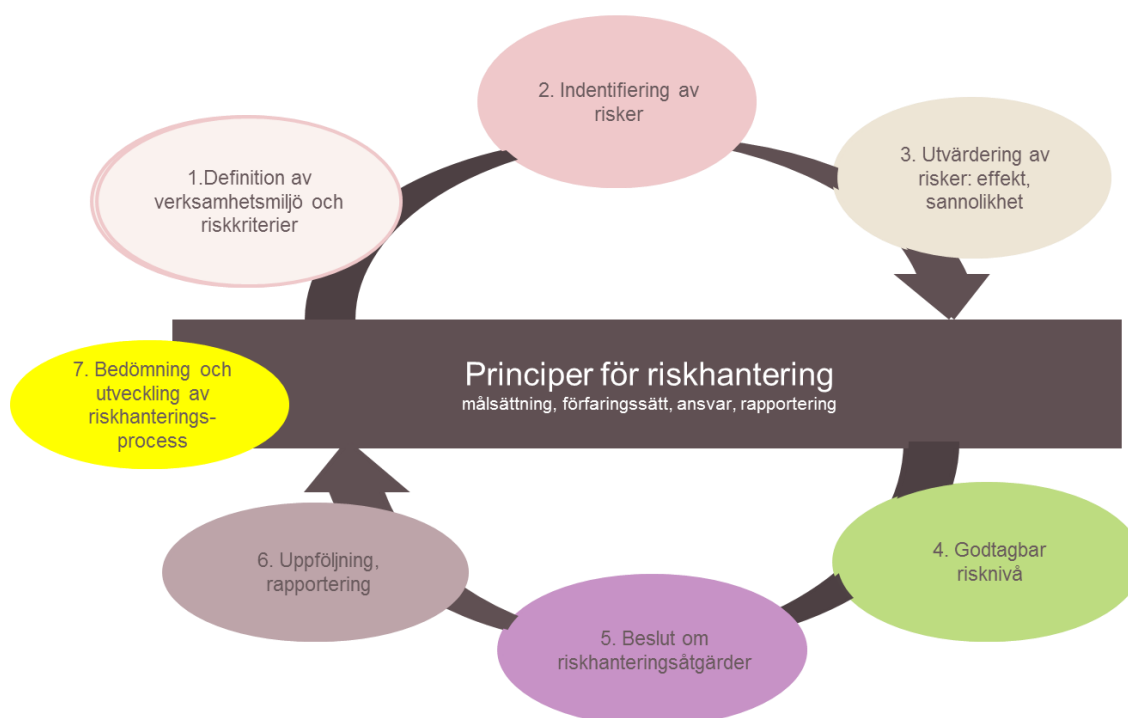 1.Definition av
verksamhetsmiljö och
riskkriterier
2. Indentifiering av
risker
3. Utvärdering av
risker: effekt,
sannolikhet
Principer för riskhantering
målsättning, förfaringssätt, ansvar, rapportering
4. Godtagbar
risknivå
5. Beslut om
riskhanteringsåtgärder
6. Uppföljning,
rapportering
7. Bedömning och
utveckling av
riskhanterings-
process